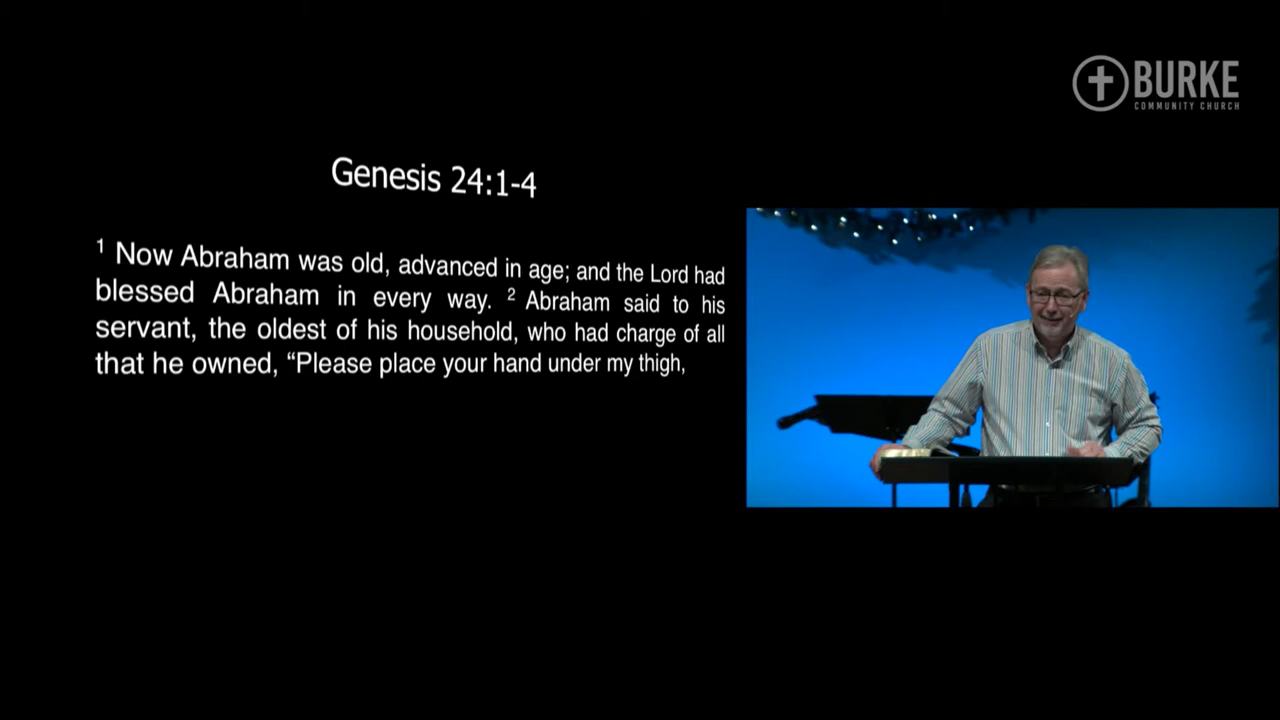 BURKE
COMMUNITY CHURCH
Genesis 24:1-4
1 Now Abraham was old, advanced in age; and the Lord had
blessed Abraham in every way. 2 Abraham said to his
servant, the oldest of his household, who had charge of all
that he owned, “Please place your hand under my thigh,